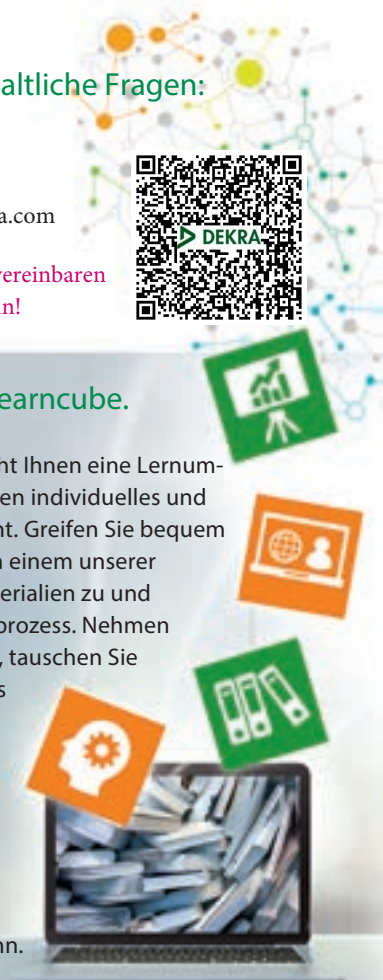 altliche Fragen:
a.com
DEKRA
vereinbaren
n!
earncube.
ht Ihnen eine Lernum-
en individuelles und
nt. Greifen Sie bequem
n einem unserer
erialien zu und
prozess. Nehmen
, tauschen Sie
s
nn.